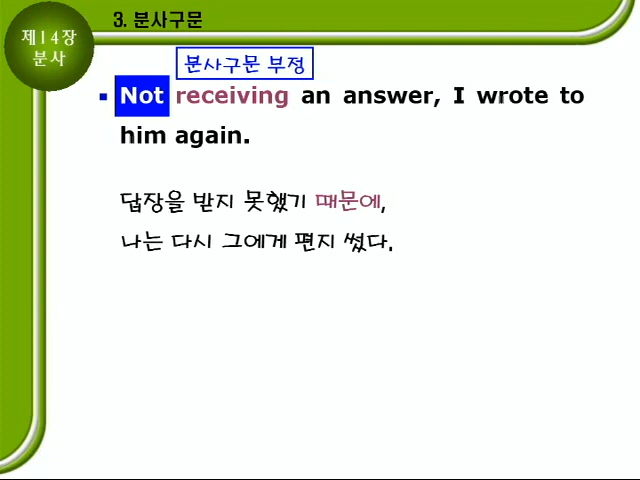 3. 분사구문
제14장
분사
분사구문 부정
Not receiving an answer, I wrote to
him again.
답장을 받지 못했기 때문에,
나는 다시 그에게 편지 썼다.